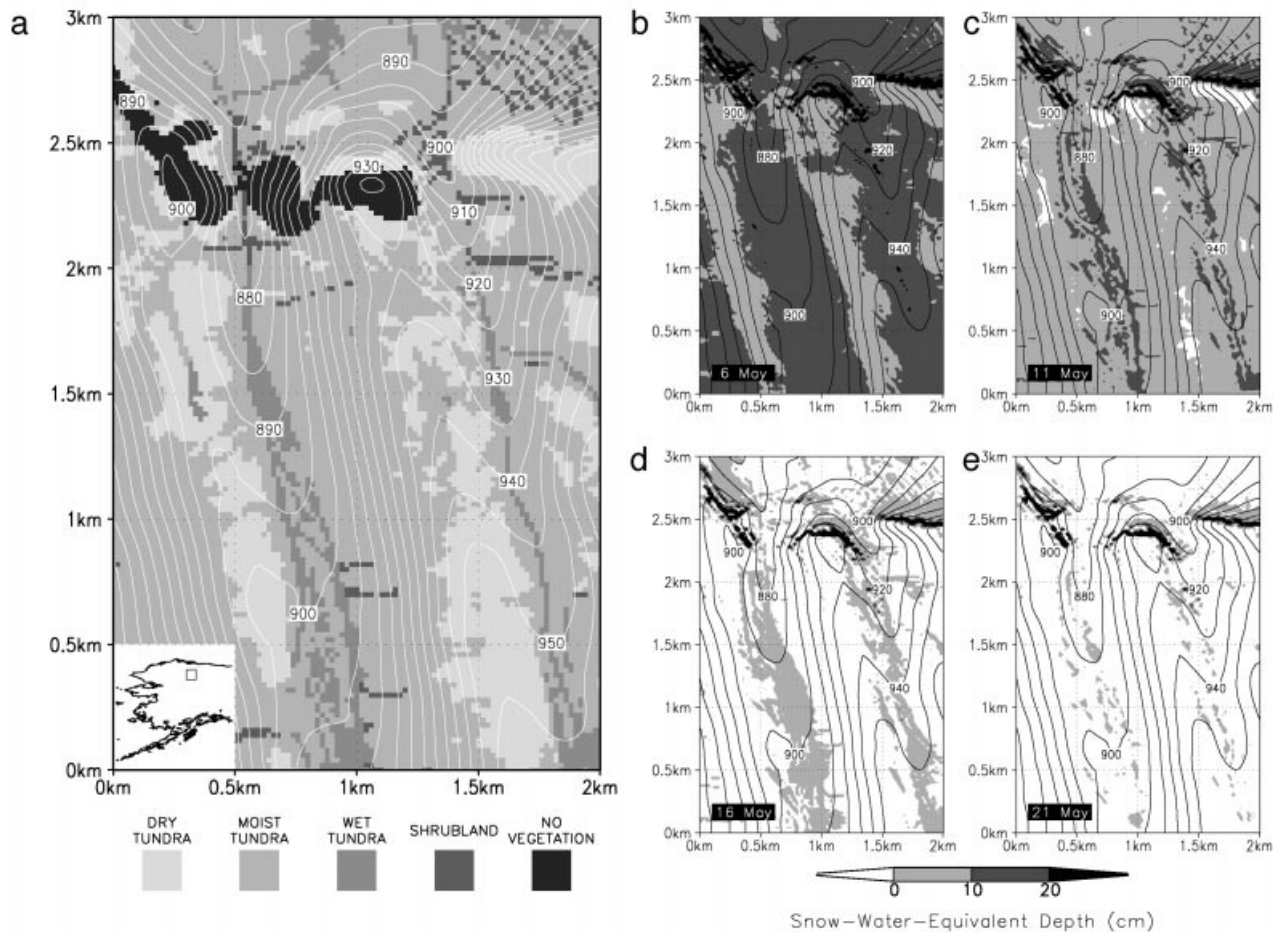 a
3km
2.5km
2km
1.5km
1km
0.5km
0km
0km
0.5km
1km
1.5km
2km
890
890
900
930
900
910
880
920
930
890
940
900
950
DRY
TUNDRA
MOIST
TUNDRA
WET
TUNDRA
SHRUBLAND
NO
VEGETATION
b
3km
2.5km
2km
1.5km
1km
0.5km
0km
0km
0.5km
1km
1.5km
2km
900
900
920
880
940
900
6 May
c
3km
2.5km
2km
1.5km
1km
0.5km
0km
0km
0.5km
1km
1.5km
2km
900
900
920
880
940
900
11 May
d
3km
2.5km
2km
1.5km
1km
0.5km
0km
0km
0.5km
1km
1.5km
2km
900
900
880
920
940
900
16 May
e
3km
2.5km
2km
1.5km
1km
0.5km
0km
0km
0.5km
1km
1.5km
2km
900
900
880
920
940
900
21 May
0 10 20
Snow-Water-Equivalent Depth (cm)